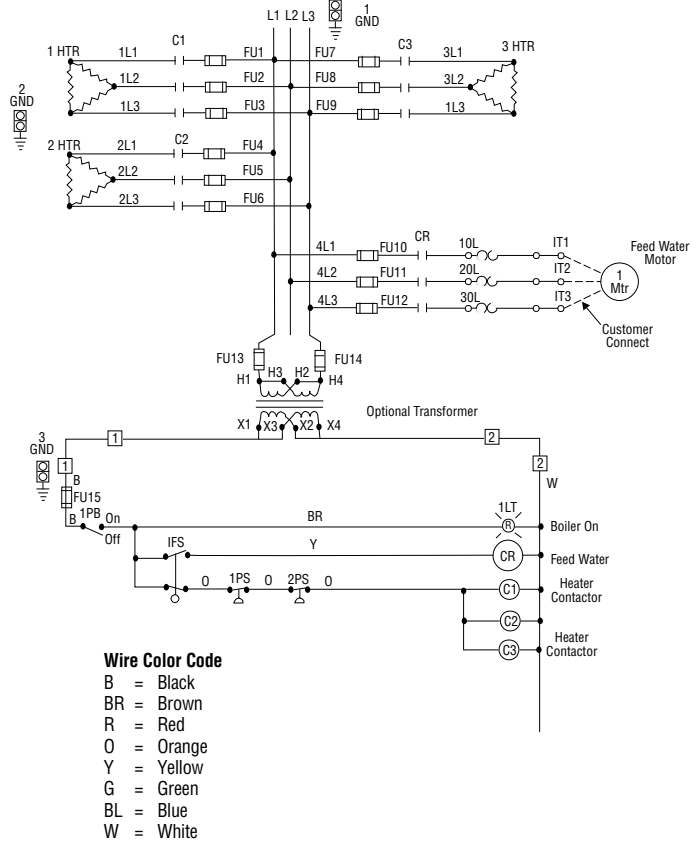 L1 L2 L3
1
GND
1 HTR 1L1 C1 FU1 FU7 C3 3L1 3 HTR
1L2 FU2 FU8 3L2
1L3 FU3 FU9 1L3
2
GND
2 HTR 2L1 C2 FU4
2L2 FU5
2L3 FU6
4L1 FU10 CR 10L IT1
4L2 FU11 20L IT2
4L3 FU12 30L IT3
Feed Water
Motor
1
Mtr
Customer
Connect
FU13 FU14
H1 H3 H2 H4
Optional Transformer
X1 X3 X2 X4
1 2
3
GND
1 2
B W
FU15
B 1PB On
Off
BR 1LT
R Boiler On
IFS Y CR Feed Water
O 1PS O 2PS O C1 Heater
Contactor
C2
C3 Heater
Contactor
Wire Color Code
B = Black
BR = Brown
R = Red
O = Orange
Y = Yellow
G = Green
BL = Blue
W = White